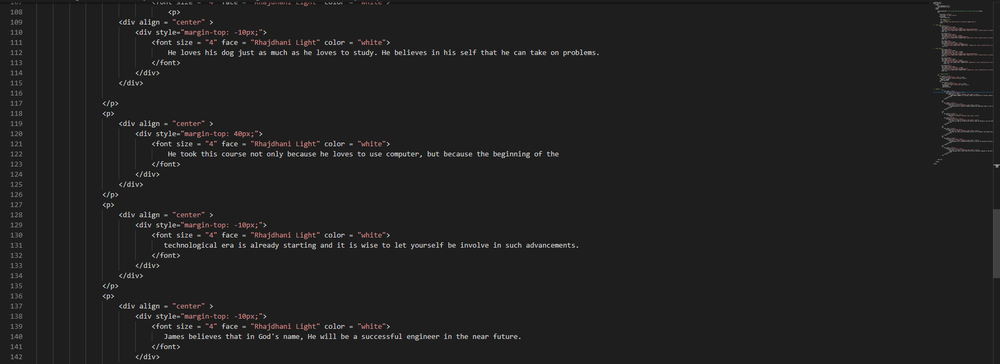 107 <font size = "4" face = "Rhajdhani Light" color = "white">
108 <p>
109 <div align = "center" >
110 <div style="margin-top: -10px;">
111 <font size = "4" face = "Rhajdhani Light" color = "white">
112 He loves his dog just as much as he loves to study. He believes in his self that he can take on problems.
113 </font>
114 </div>
115 </div>
116
117 </p>
118 <p>
119 <div align = "center" >
120 <div style="margin-top: 40px;">
121 <font size = "4" face = "Rhajdhani Light" color = "white">
122 He took this course not only because he loves to use computer, but because the beginning of the
123 </font>
124 </div>
125 </div>
126 </p>
127 <p>
128 <div align = "center" >
129 <div style="margin-top: -10px;">
130 <font size = "4" face = "Rhajdhani Light" color = "white">
131 technological era is already starting and it is wise to let yourself be involve in such advancements.
132 </font>
133 </div>
134 </div>
135 </p>
136 <p>
137 <div align = "center" >
138 <div style="margin-top: -10px;">
139 <font size = "4" face = "Rhajdhani Light" color = "white">
140 James believes that in God's name, He will be a successful engineer in the near future.
141 </font>
142 </div>